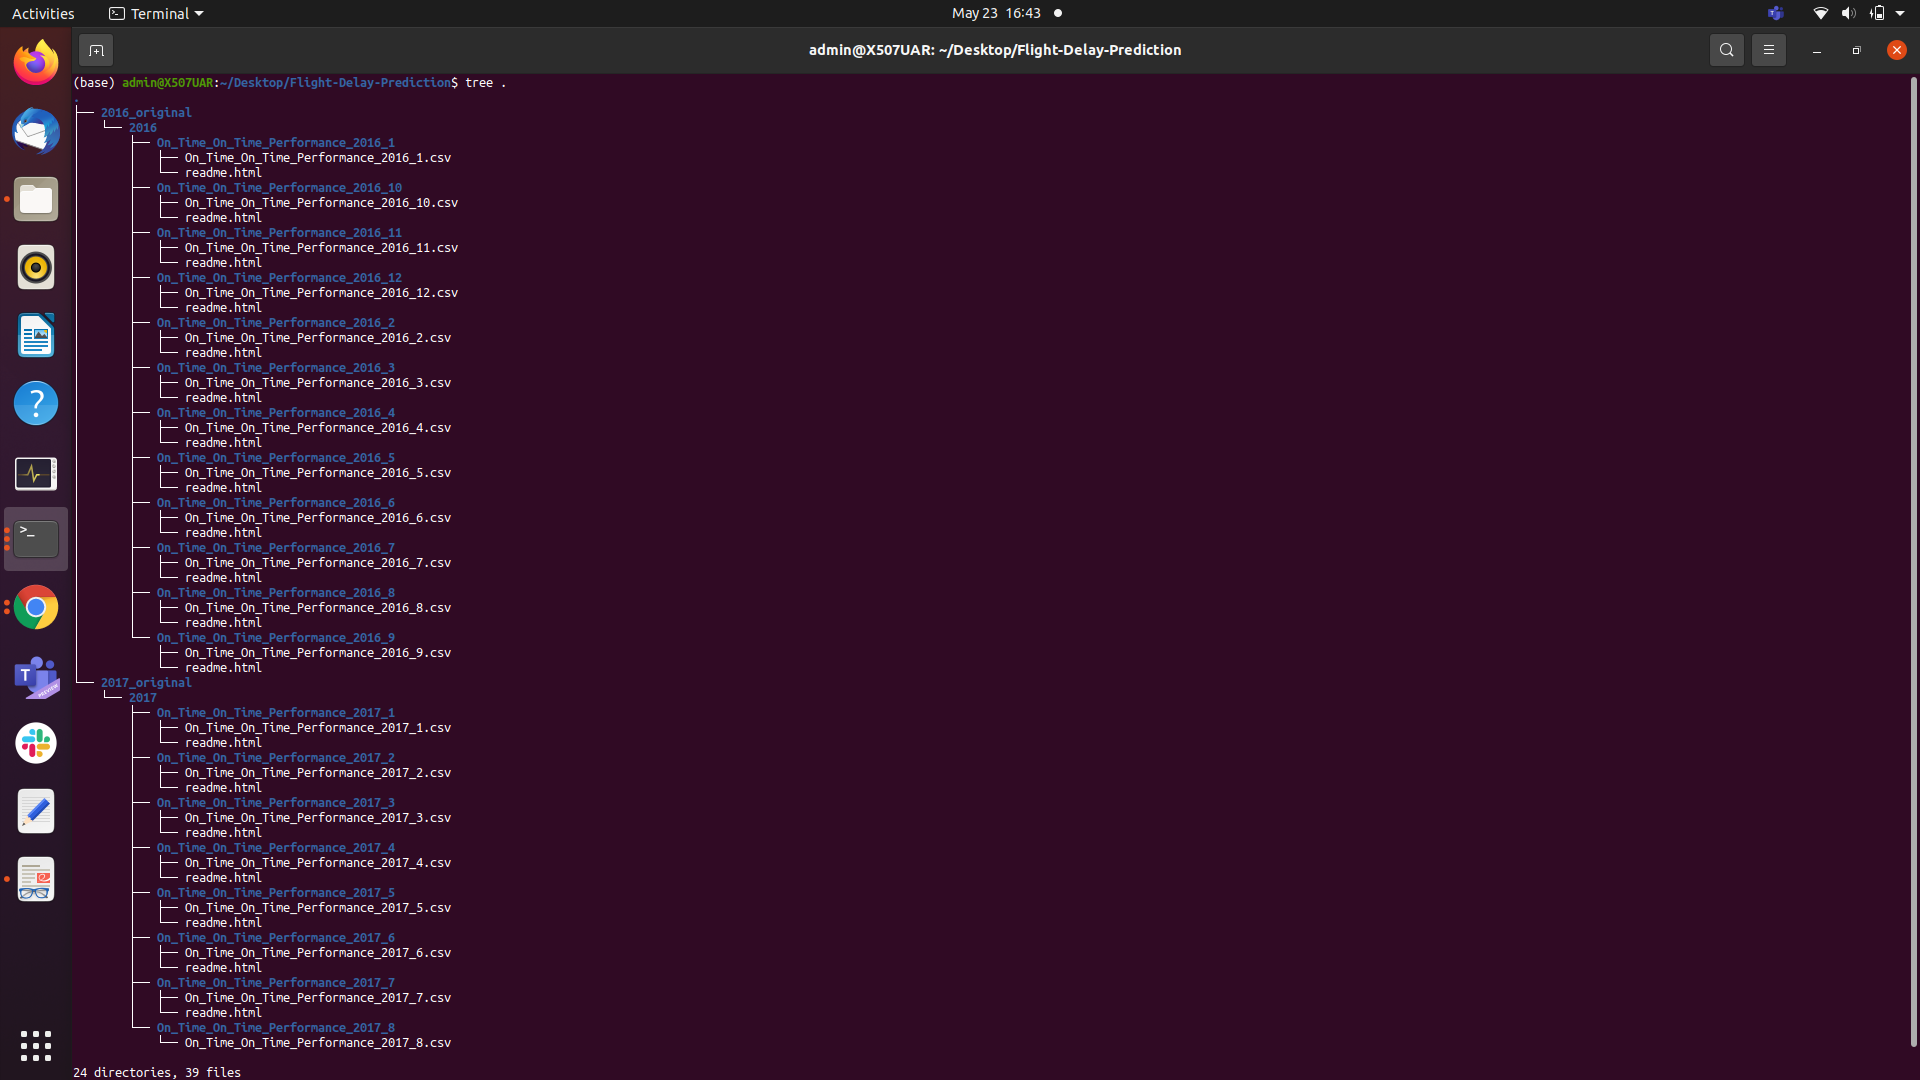 Activities Terminal May 23 16:43
admin@X507UAR: ~/Desktop/Flight-Delay-Prediction
(base) admin@X507UAR:~/Desktop/Flight-Delay-Prediction$ tree .
.
├── 2016_original
│   └── 2016
│       ├── On_Time_On_Time_Performance_2016_1
│       │   ├── On_Time_On_Time_Performance_2016_1.csv
│       │   └── readme.html
│       ├── On_Time_On_Time_Performance_2016_10
│       │   ├── On_Time_On_Time_Performance_2016_10.csv
│       │   └── readme.html
│       ├── On_Time_On_Time_Performance_2016_11
│       │   ├── On_Time_On_Time_Performance_2016_11.csv
│       │   └── readme.html
│       ├── On_Time_On_Time_Performance_2016_12
│       │   ├── On_Time_On_Time_Performance_2016_12.csv
│       │   └── readme.html
│       ├── On_Time_On_Time_Performance_2016_2
│       │   ├── On_Time_On_Time_Performance_2016_2.csv
│       │   └── readme.html
│       ├── On_Time_On_Time_Performance_2016_3
│       │   ├── On_Time_On_Time_Performance_2016_3.csv
│       │   └── readme.html
│       ├── On_Time_On_Time_Performance_2016_4
│       │   ├── On_Time_On_Time_Performance_2016_4.csv
│       │   └── readme.html
│       ├── On_Time_On_Time_Performance_2016_5
│       │   ├── On_Time_On_Time_Performance_2016_5.csv
│       │   └── readme.html
│       ├── On_Time_On_Time_Performance_2016_6
│       │   ├── On_Time_On_Time_Performance_2016_6.csv
│       │   └── readme.html
│       ├── On_Time_On_Time_Performance_2016_7
│       │   ├── On_Time_On_Time_Performance_2016_7.csv
│       │   └── readme.html
│       ├── On_Time_On_Time_Performance_2016_8
│       │   ├── On_Time_On_Time_Performance_2016_8.csv
│       │   └── readme.html
│       └── On_Time_On_Time_Performance_2016_9
│           ├── On_Time_On_Time_Performance_2016_9.csv
│           └── readme.html
└── 2017_original
    └── 2017
        ├── On_Time_On_Time_Performance_2017_1
        │   ├── On_Time_On_Time_Performance_2017_1.csv
        │   └── readme.html
        ├── On_Time_On_Time_Performance_2017_2
        │   ├── On_Time_On_Time_Performance_2017_2.csv
        │   └── readme.html
        ├── On_Time_On_Time_Performance_2017_3
        │   ├── On_Time_On_Time_Performance_2017_3.csv
        │   └── readme.html
        ├── On_Time_On_Time_Performance_2017_4
        │   ├── On_Time_On_Time_Performance_2017_4.csv
        │   └── readme.html
        ├── On_Time_On_Time_Performance_2017_5
        │   ├── On_Time_On_Time_Performance_2017_5.csv
        │   └── readme.html
        ├── On_Time_On_Time_Performance_2017_6
        │   ├── On_Time_On_Time_Performance_2017_6.csv
        │   └── readme.html
        ├── On_Time_On_Time_Performance_2017_7
        │   ├── On_Time_On_Time_Performance_2017_7.csv
        │   └── readme.html
        └── On_Time_On_Time_Performance_2017_8
            └── On_Time_On_Time_Performance_2017_8.csv
24 directories, 39 files